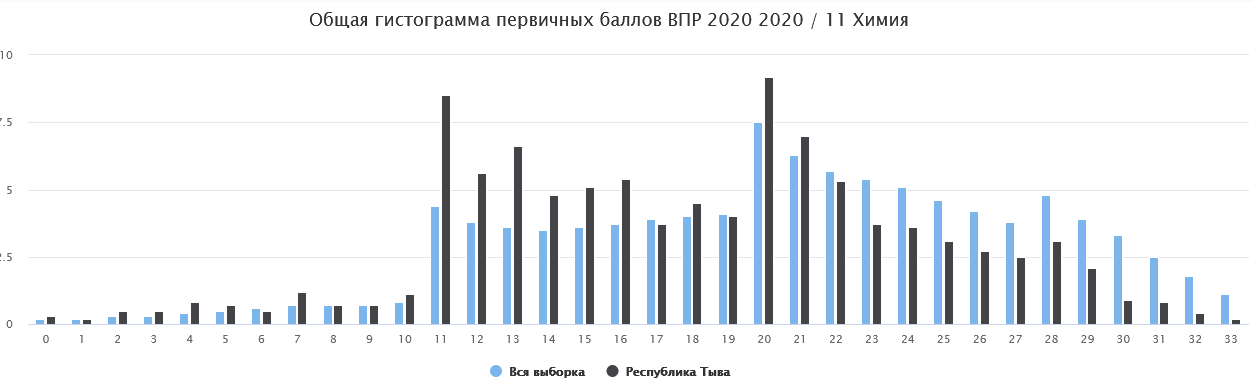 Общая гистограмма первичных баллов ВПР 2020 2020 / 11 Химия
10
7.5
5
2.5
0
0 1 2 3 4 5 6 7 8 9 10 11 12 13 14 15 16 17 18 19 20 21 22 23 24 25 26 27 28 29 30 31 32 33
Вся выборка Республика Тыва